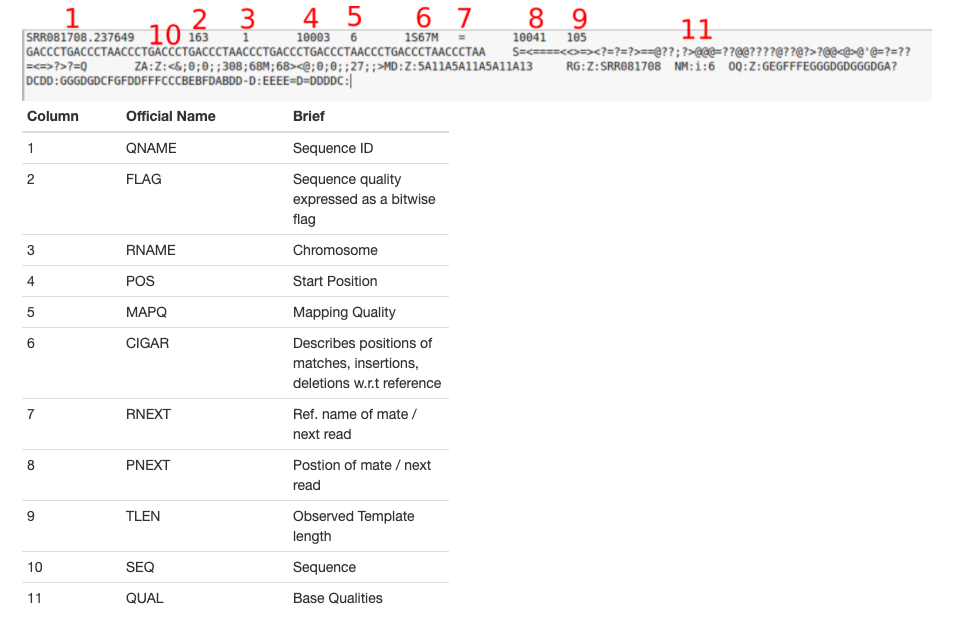 1 2 3 4 5 6 7 8 9
SRR081708.237649 163 1 10003 6 1S67M = 10041 105
10 11
GACCCTGACCCTAACCCTGACCCTGACCCTAACCCTGACCCTGACCCTAACCCTGACCCTAACCCTAA S=<====<<>=><?=?=?>==@??;?>@@@=??@@????@??@?>?@@<@>@'@=?=??
=<=>?>?=Q ZA:Z:<&;0;0;;308;68M;68><@;0;0;;27;;>MD:Z:5A11A5A11A5A11A13 RG:Z:SRR081708 NM:i:6 OQ:Z:GEGFFFEGGGDGDGGGDGA?
DCDD:GGGDGDCFGFDDFFFCCCBEBFDABDD-D:EEEE=D=DDDDC:
Column Official Name Brief
1 QNAME Sequence ID
2 FLAG Sequence quality
expressed as a bitwise
flag
3 RNAME Chromosome
4 POS Start Position
5 MAPQ Mapping Quality
6 CIGAR Describes positions of
matches, insertions,
deletions w.r.t reference
7 RNEXT Ref. name of mate /
next read
8 PNEXT Postion of mate / next
read
9 TLEN Observed Template
length
10 SEQ Sequence
11 QUAL Base Qualities